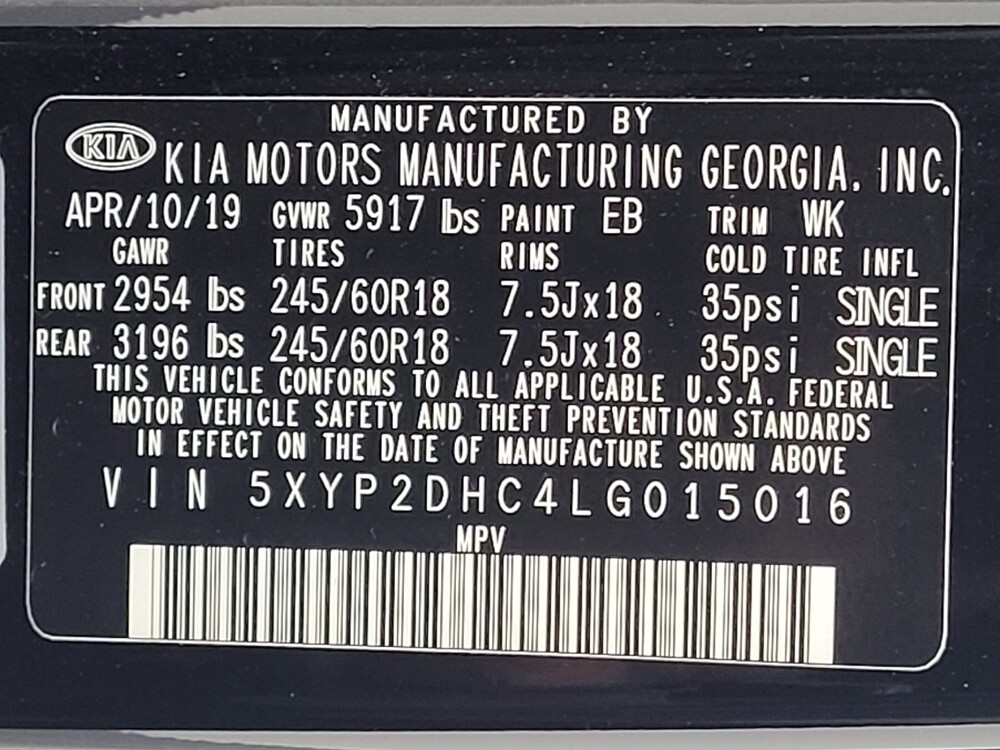 MANUFACTURED BY
KIA KIA MOTORS MANUFACTURING GEORGIA. INC.
APR/10/19 GVWR 5917 lbs PAINT EB TRIM WK
GAWR TIRES RIMS COLD TIRE INFL
FRONT 2954 lbs 245/60R18 7.5Jx18 35psi SINGLE
REAR 3196 lbs 245/60R18 7.5Jx18 35psi SINGLE
THIS VEHICLE CONFORMS TO ALL APPLICABLE U.S.A. FEDERAL
MOTOR VEHICLE SAFETY AND THEFT PREVENTION STANDARDS
IN EFFECT ON THE DATE OF MANUFACTURE SHOWN ABOVE
VIN 5XYP2DHC4LG015016
MPV